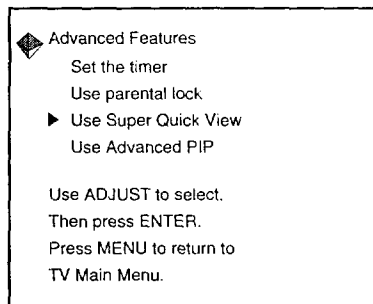 Advanced Features
Set the timer
Use parental lock
Use Super Quick View
Use Advanced PIP
Use ADJUST to select.
Then press ENTER.
Press MENU to return to
TV Main Menu.